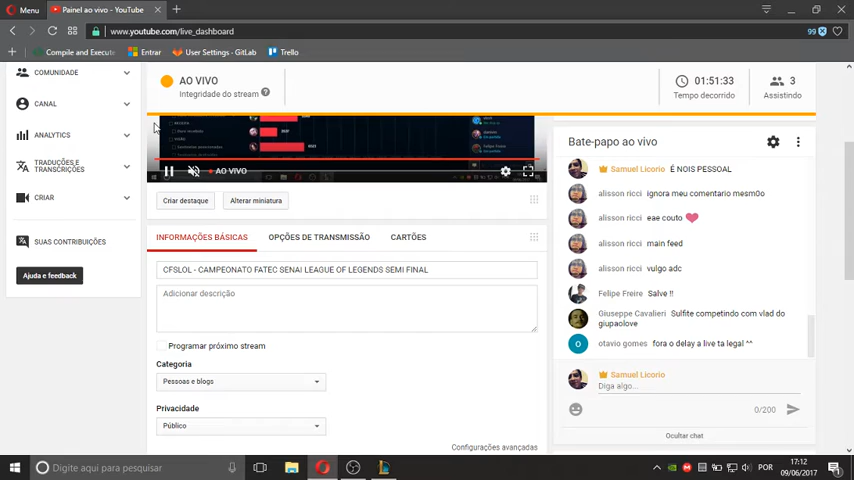 Menu
Painel ao vivo - YouTube
www.youtube.com/live_dashboard
99
Compile and Execute
Entrar
User Settings · GitLab
Trello
COMUNIDADE
CANAL
ANALYTICS
TRADUÇÕES E
TRANSCRIÇÕES
CRIAR
SUAS CONTRIBUIÇÕES
Ajuda e feedback
AO VIVO
Integridade do stream
01:51:33
Tempo decorrido
3
Assistindo
AO VIVO
Criar destaque
Alterar miniatura
INFORMAÇÕES BÁSICAS
OPÇÕES DE TRANSMISSÃO
CARTÕES
CFSLOL - CAMPEONATO FATEC SENAI LEAGUE OF LEGENDS SEMI FINAL
Adicionar descrição
Programar próximo stream
Categoria
Pessoas e blogs
Privacidade
Público
Configurações avançadas
Bate-papo ao vivo
Samuel Licorio É NOIS PESSOAL
alisson ricci ignora meu comentario mesm0o
alisson ricci eae couto
alisson ricci main feed
alisson ricci vulgo adc
Felipe Freire Salve !!
Giuseppe Cavalieri Sulfite competindo com vlad do
giupaolove
otavio gomes fora o delay a live ta legal ^^
Samuel Licorio
Diga algo...
0/200
Ocultar chat
Digite aqui para pesquisar
POR
17:12
09/06/2017